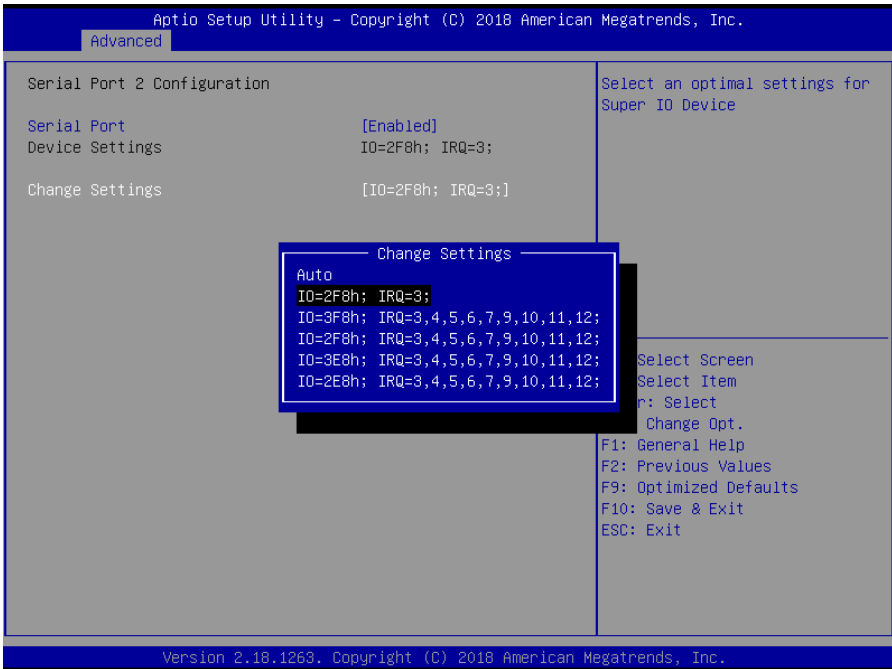 Aptio Setup Utility – Copyright (C) 2018 American Megatrends, Inc.
Advanced
Serial Port 2 Configuration
Serial Port [Enabled]
Device Settings IO=2F8h; IRQ=3;
Change Settings [IO=2F8h; IRQ=3;]
Select an optimal settings for
Super IO Device
Change Settings
Auto
IO=2F8h; IRQ=3;
IO=3F8h; IRQ=3,4,5,6,7,9,10,11,12;
IO=2F8h; IRQ=3,4,5,6,7,9,10,11,12;
IO=3E8h; IRQ=3,4,5,6,7,9,10,11,12;
IO=2E8h; IRQ=3,4,5,6,7,9,10,11,12;
Select Screen
Select Item
r: Select
Change Opt.
F1: General Help
F2: Previous Values
F9: Optimized Defaults
F10: Save & Exit
ESC: Exit
Version 2.18.1263. Copyright (C) 2018 American Megatrends, Inc.